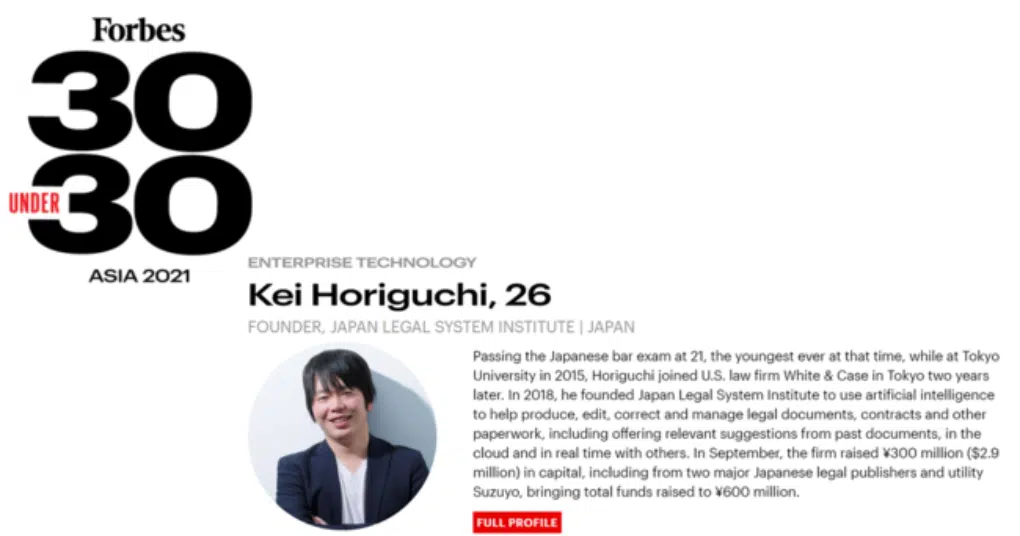 Forbes
30
UNDER 30
ASIA 2021
ENTERPRISE TECHNOLOGY
Kei Horiguchi, 26
FOUNDER, JAPAN LEGAL SYSTEM INSTITUTE | JAPAN
Passing the Japanese bar exam at 21, the youngest ever at that time, while at Tokyo
University in 2015, Horiguchi joined U.S. law firm White & Case in Tokyo two years
later. In 2018, he founded Japan Legal System Institute to use artificial intelligence
to help produce, edit, correct and manage legal documents, contracts and other
paperwork, including offering relevant suggestions from past documents, in the
cloud and in real time with others. In September, the firm raised ¥300 million ($2.9
million) in capital, including from two major Japanese legal publishers and utility
Suzuyo, bringing total funds raised to ¥600 million.
FULL PROFILE